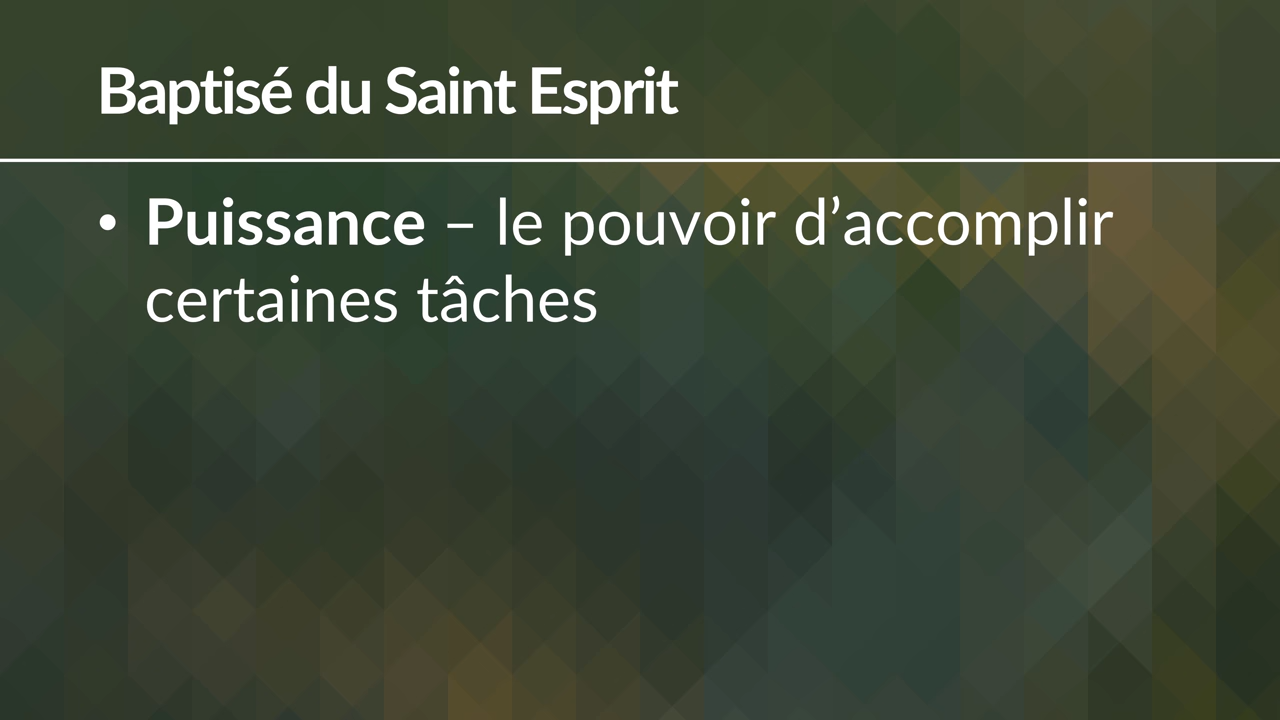 Baptisé du Saint Esprit
• Puissance – le pouvoir d’accomplir
certaines tâches